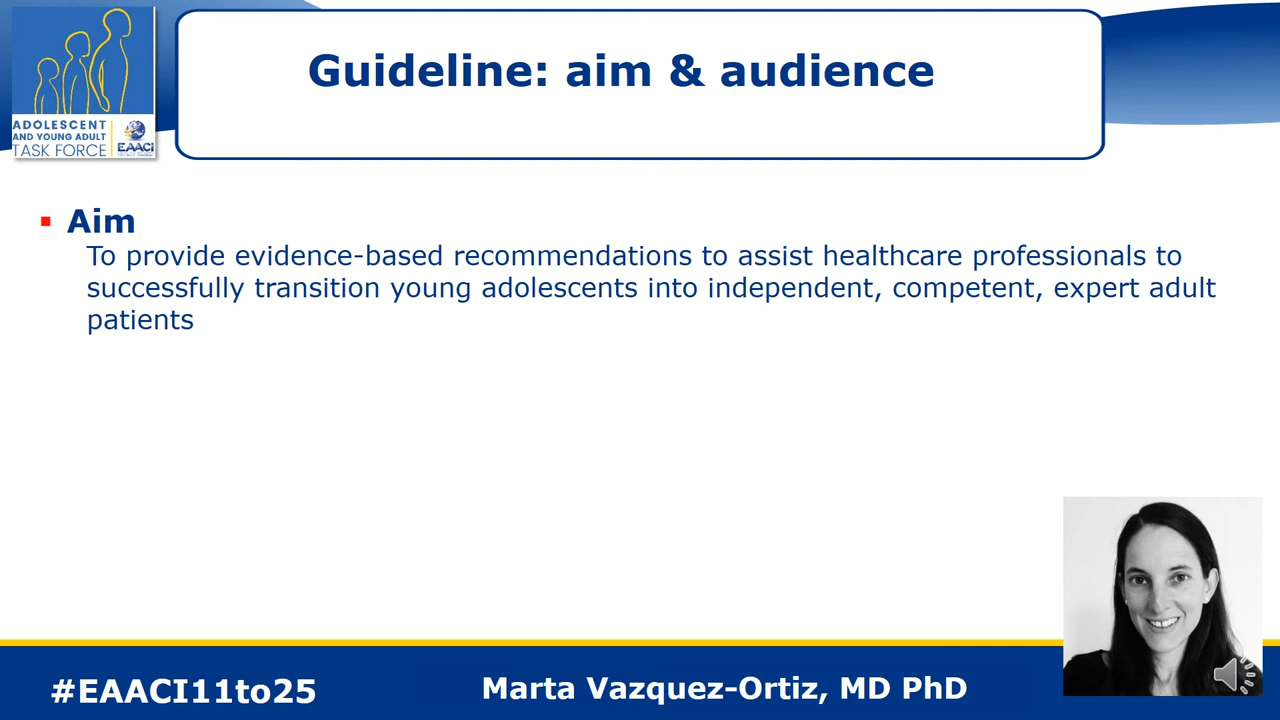 Guideline: aim & audience
ADOLESCENT
AND YOUNG ADULT
TASK FORCE
EAACI
Aim
To provide evidence-based recommendations to assist healthcare professionals to
successfully transition young adolescents into independent, competent, expert adult
patients
#EAACI11to25
Marta Vazquez-Ortiz, MD PhD